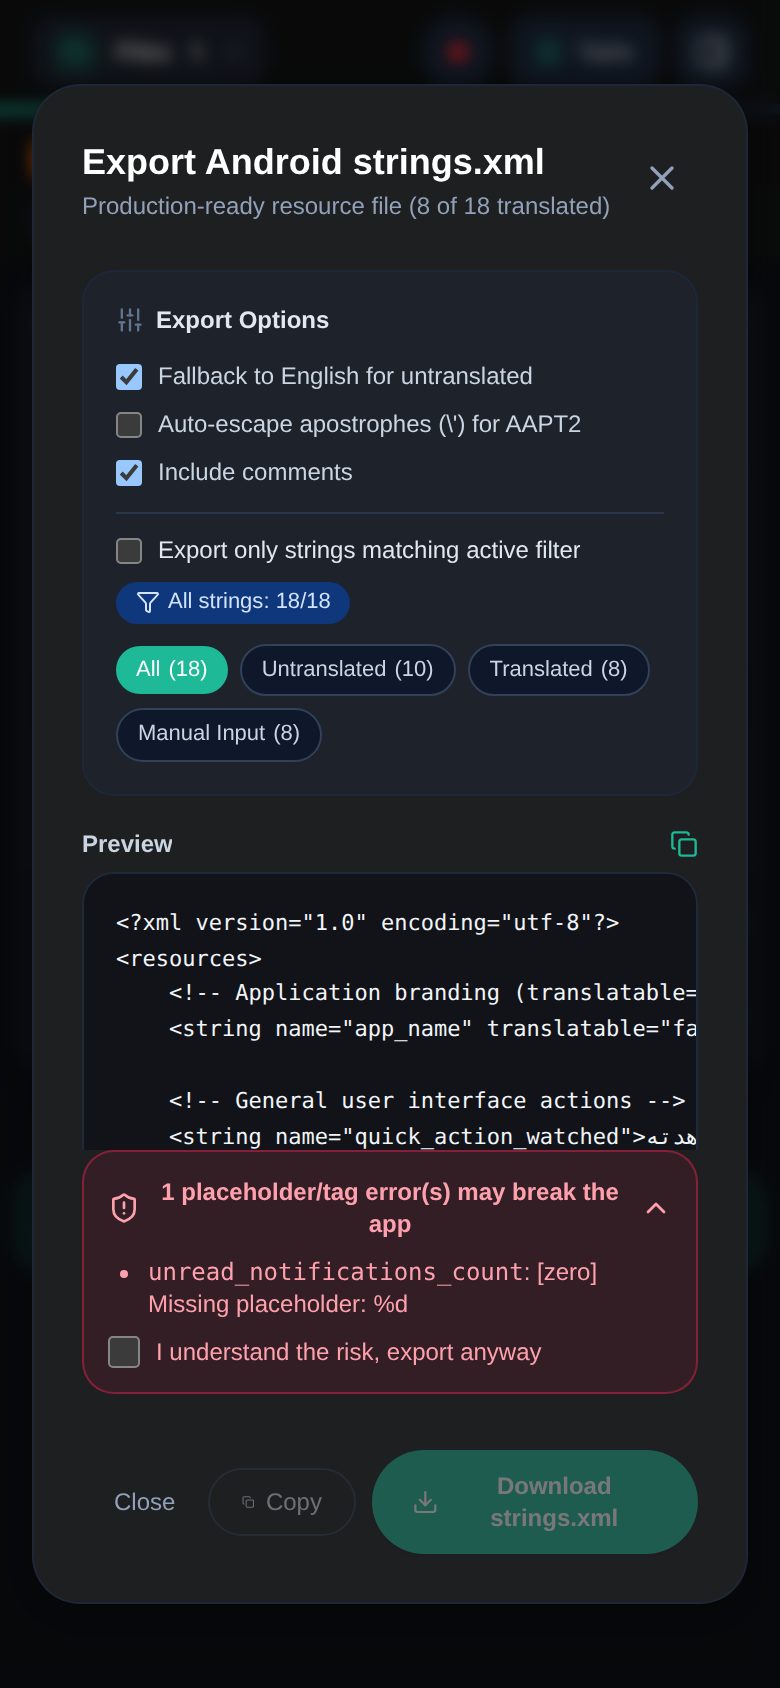 Export Android strings.xml
Production-ready resource file (8 of 18 translated)
Export Options
Fallback to English for untranslated
Auto-escape apostrophes (\') for AAPT2
Include comments
Export only strings matching active filter
All strings: 18/18
All (18)
Untranslated (10)
Translated (8)
Manual Input (8)
Preview
<?xml version="1.0" encoding="utf-8"?>
<resources>
<!-- Application branding (translatable=
<string name="app_name" translatable="fa
<!-- General user interface actions -->
<string name="quick_action_watched">هدته
1 placeholder/tag error(s) may break the
app
• unread_notifications_count: [zero]
Missing placeholder: %d
I understand the risk, export anyway
Close
Copy
Download
strings.xml